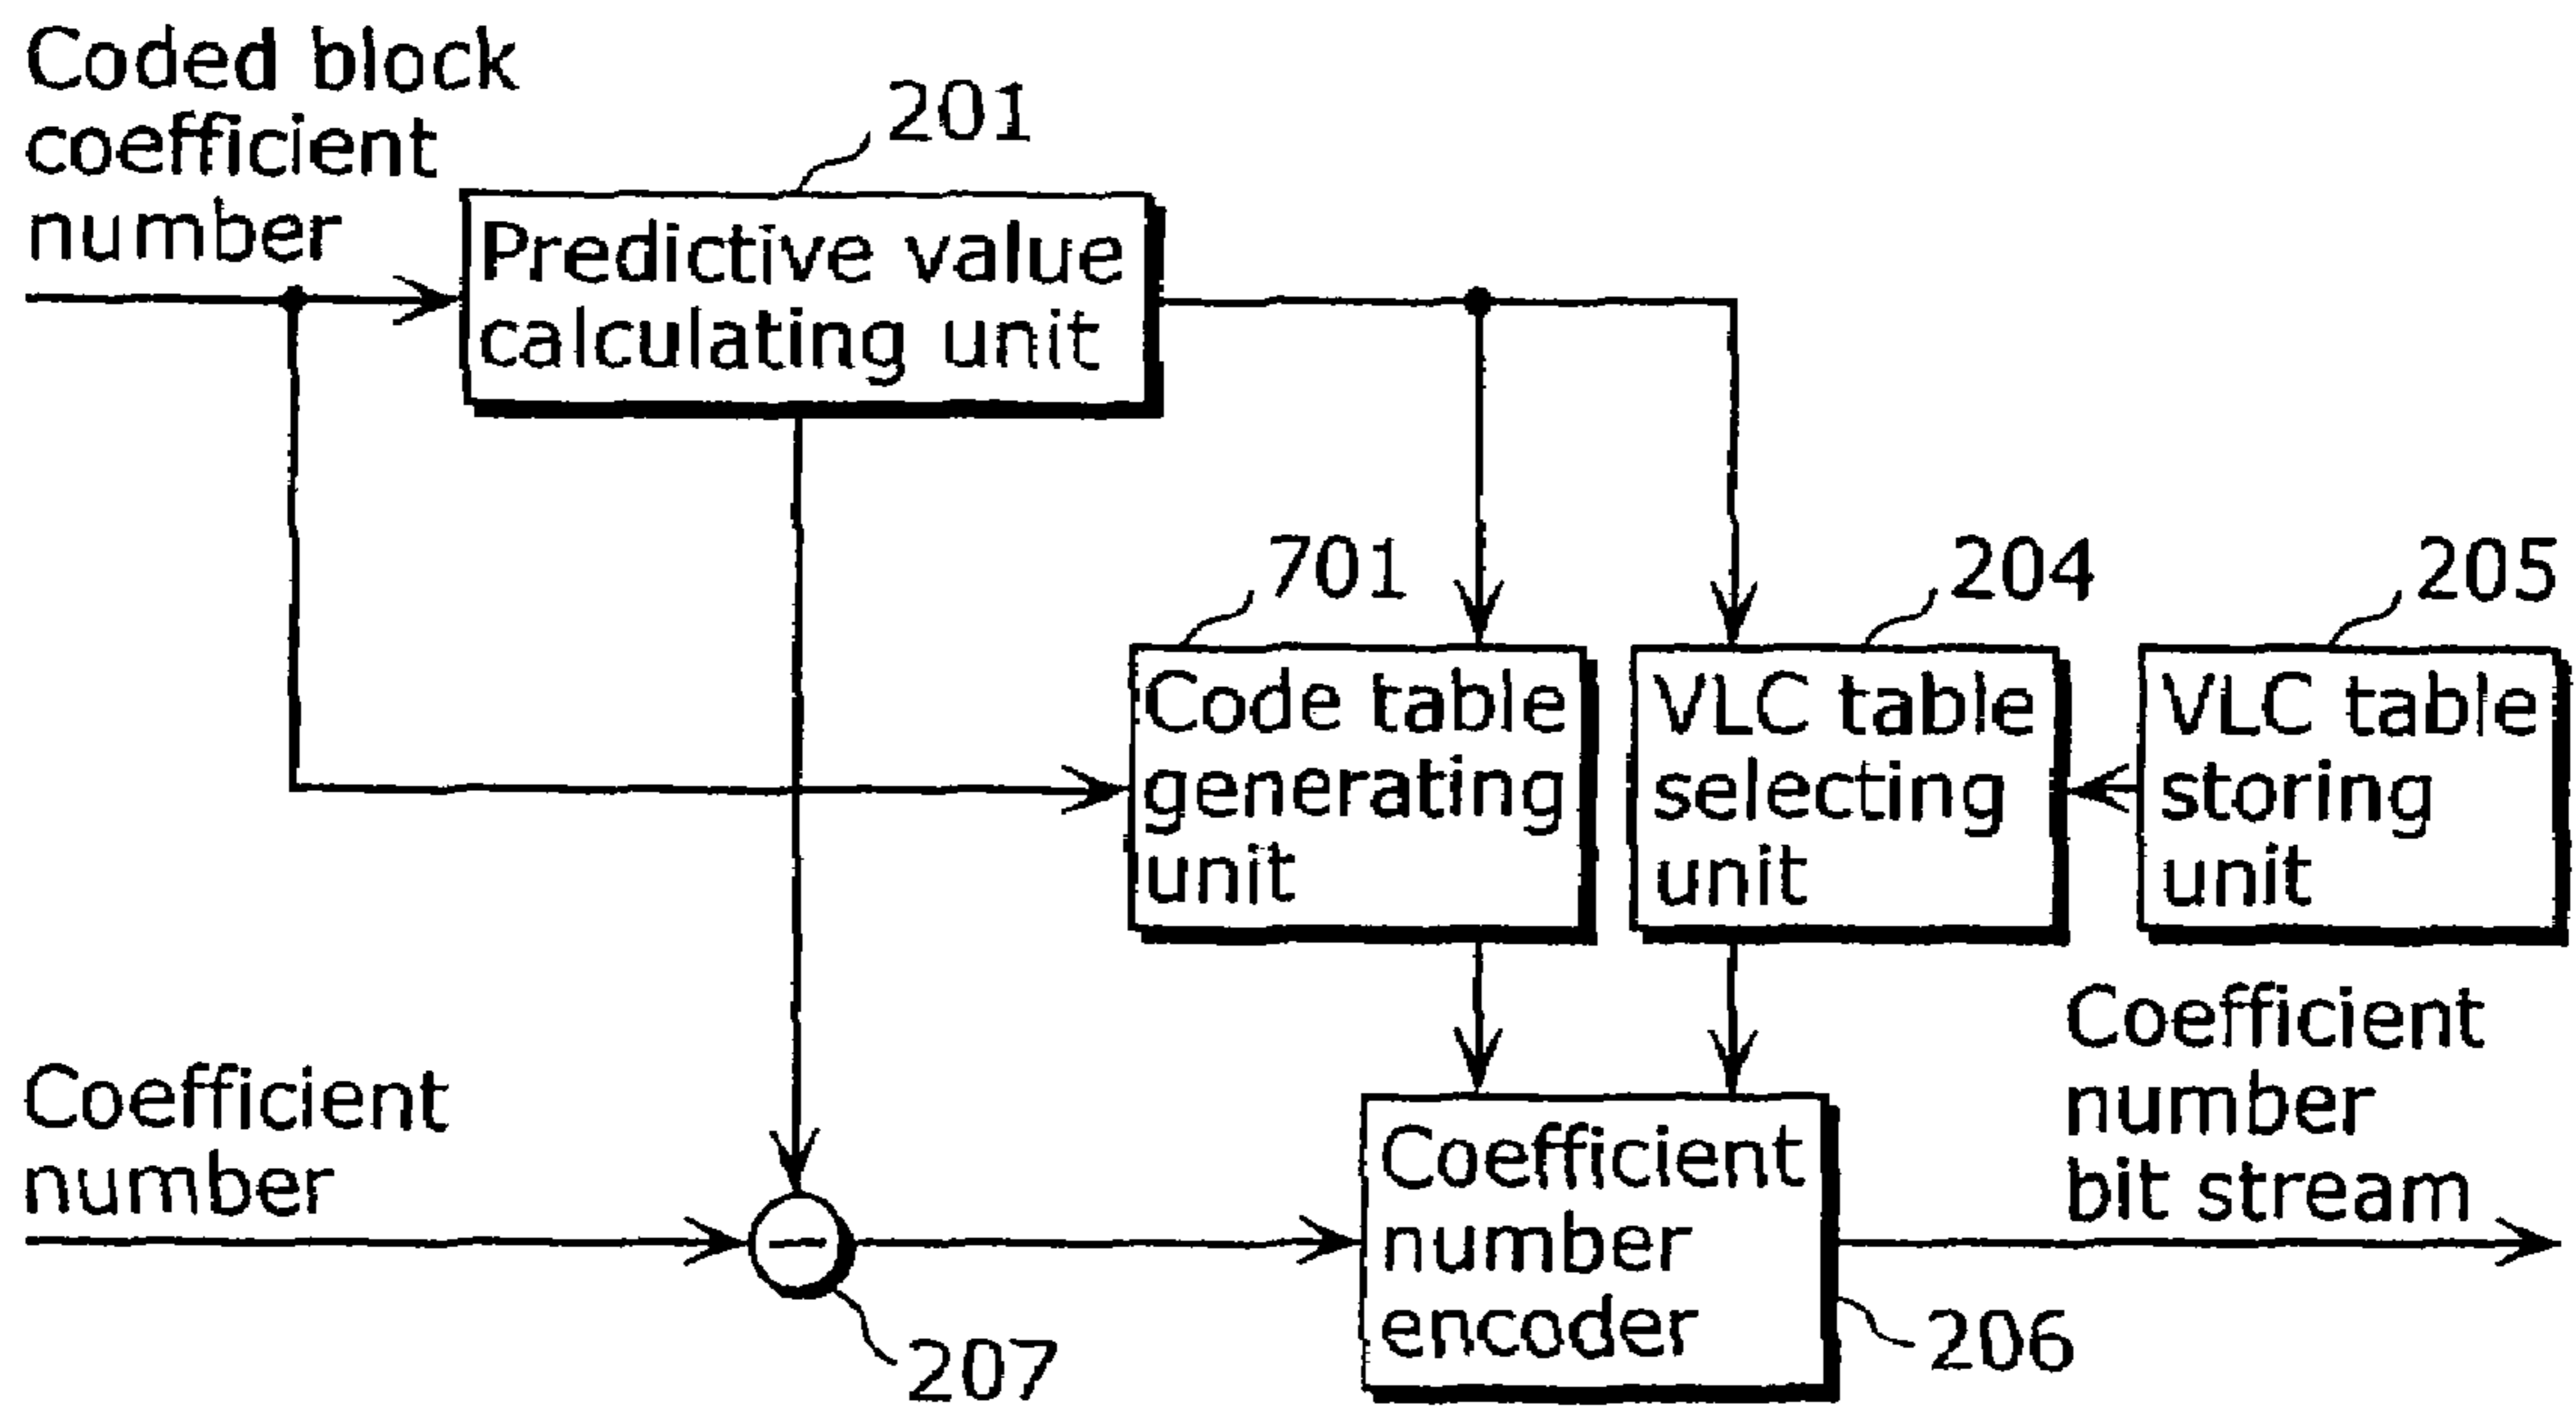 Coded block
coefficient
number
201
Predictive value
calculating unit
701
204
205
Code table
generating
unit
VLC table
selecting
unit
VLC table
storing
unit
Coefficient
number
207
Coefficient
number
encoder
206
Coefficient
number
bit stream